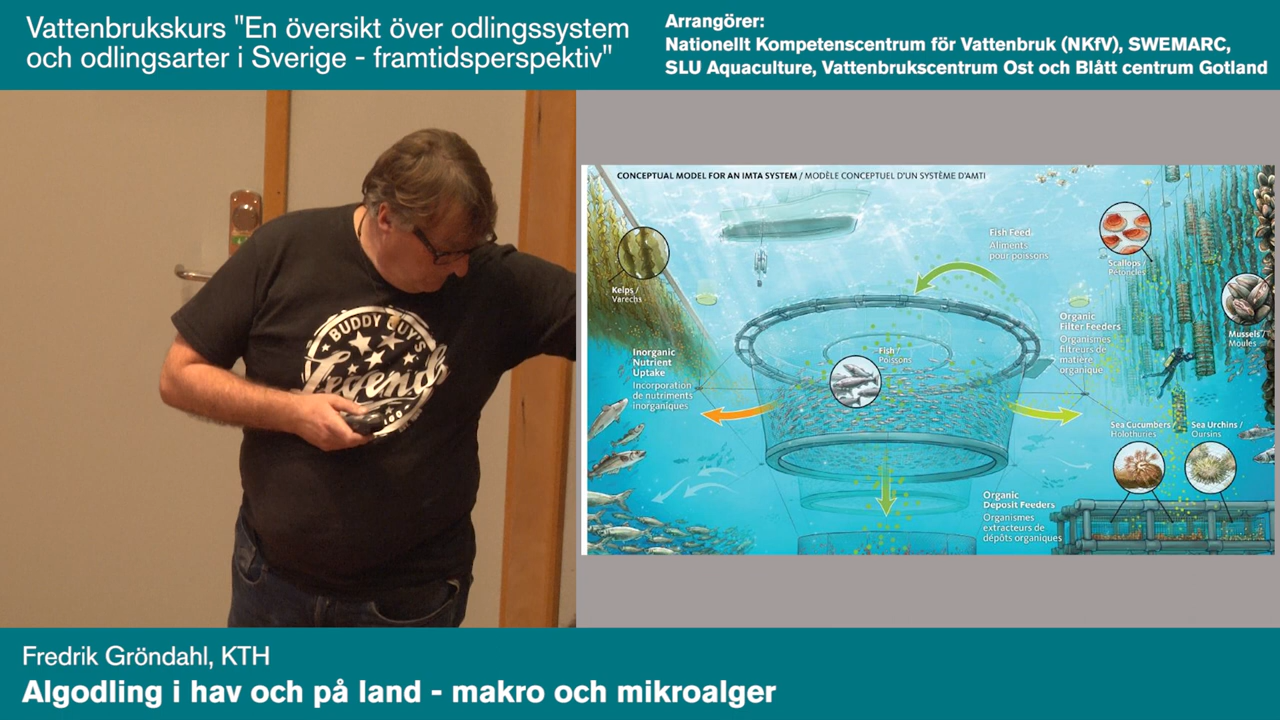 Vattenbrukskurs "En översikt över odlingssystem
och odlingsarter i Sverige - framtidsperspektiv"
Arrangörer:
Nationellt Kompetenscentrum för Vattenbruk (NKfV), SWEMARC,
SLU Aquaculture, Vattenbrukscentrum Ost och Blått centrum Gotland
BUDDY GUY'S
Legends
CONCEPTUAL MODEL FOR AN IMTA SYSTEM / MODÈLE CONCEPTUEL D'UN SYSTÈME D'AMTI
Kelps /
Varechs
Fish Feed
Aliments
pour poissons
Scallops /
Pétoncles
Mussels /
Moules
Organic
Filter Feeders
Organismes
filtreurs de
matière
organique
Inorganic
Nutrient
Uptake
Incorporation
de nutriments
inorganiques
Fish /
Poissons
Sea Cucumbers /
Holothuries
Sea Urchins /
Oursins
Organic
Deposit Feeders
Organismes
extracteurs de
dépôts organiques
Fredrik Gröndahl, KTH
Algodling i hav och på land - makro och mikroalger